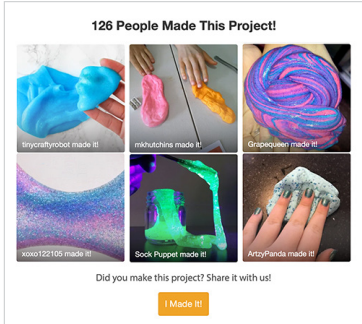 126 People Made This Project!
tinycraftyrobot made it!
mkhutchins made it!
Grapequeen made it!
xoxo122105 made it!
Sock Puppet made it!
ArtzyPanda made it!
Did you make this project? Share it with us!
I Made It!